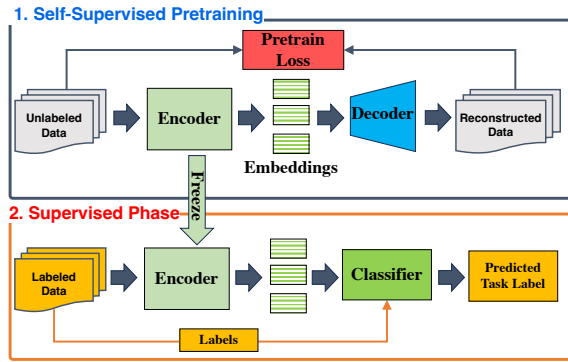 1. Self-Supervised Pretraining
Pretrain
Loss
Unlabeled
Data
Encoder
Embeddings
Decoder
Reconstructed
Data
Freeze
2. Supervised Phase
Labeled
Data
Encoder
Classifier
Predicted
Task Label
Labels